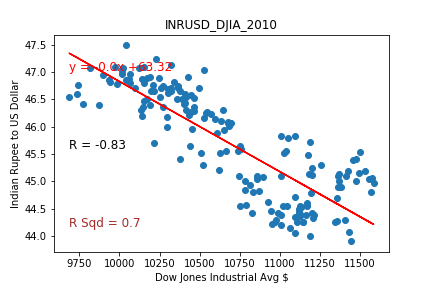 INRUSD_DJIA_2010
47.5
47.0
46.5
46.0
45.5
45.0
44.5
44.0
Indian Rupee to US Dollar
y = -0.0x +63.32
R = -0.83
R Sqd = 0.7
9750 10000 10250 10500 10750 11000 11250 11500
Dow Jones Industrial Avg $